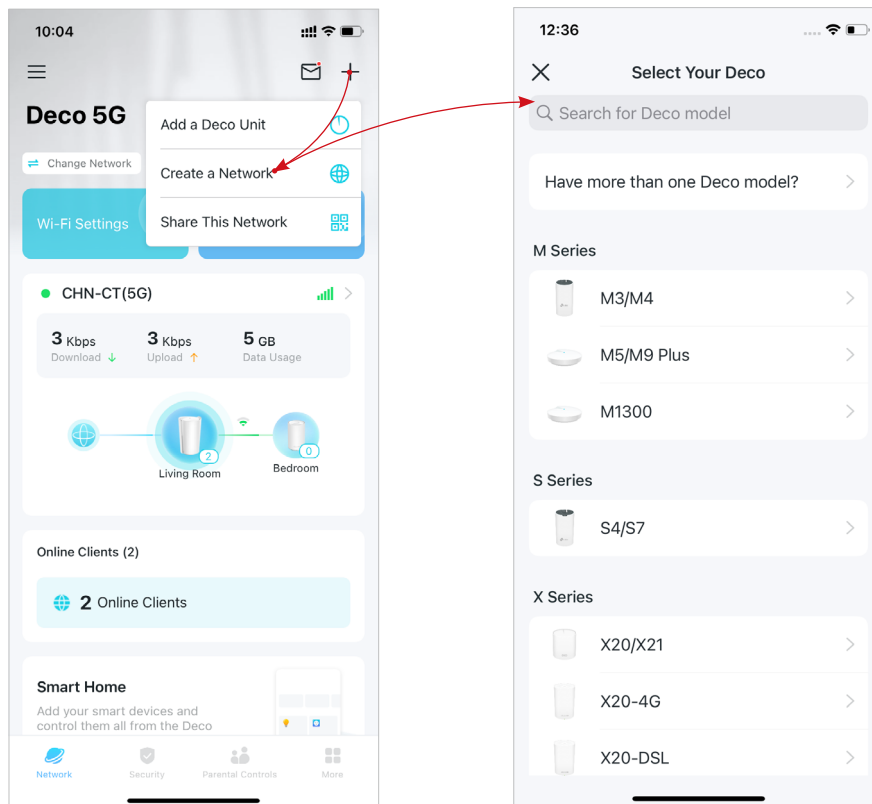 10:04
Deco 5G
Add a Deco Unit
Change Network
Create a Network
Wi-Fi Settings
Share This Network
CHN-CT(5G)
3 Kbps
3 Kbps
5 GB
Download
Upload
Data Usage
2
0
Living Room
Bedroom
Online Clients (2)
2 Online Clients
Smart Home
Add your smart devices and
control them all from the Deco
Network
Security
Parental Controls
More
12:36
Select Your Deco
Search for Deco model
Have more than one Deco model?
M Series
M3/M4
M5/M9 Plus
M1300
S Series
S4/S7
X Series
X20/X21
X20-4G
X20-DSL